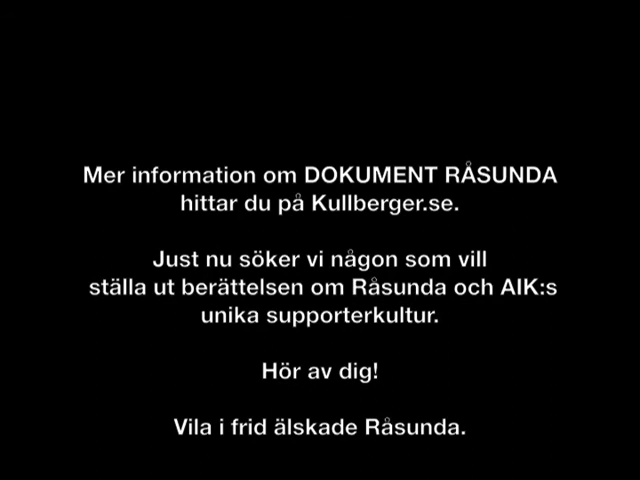 Mer information om DOKUMENT RÅSUNDA
hittar du på Kullberger.se.
Just nu söker vi någon som vill
ställa ut berättelsen om Råsunda och AIK:s
unika supporterkultur.
Hör av dig!
Vila i frid älskade Råsunda.